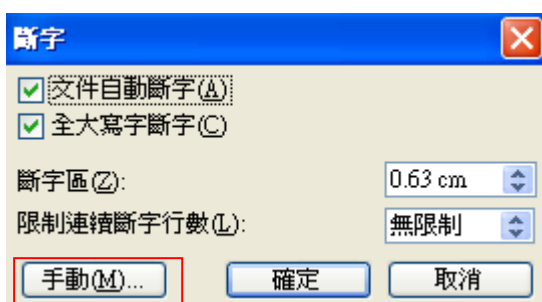 斷字
文件自動斷字(A)
全大寫字斷字(C)
斷字區(Z): 0.63 cm
限制連續斷字行數(L): 無限制
手動(M)... 確定 取消